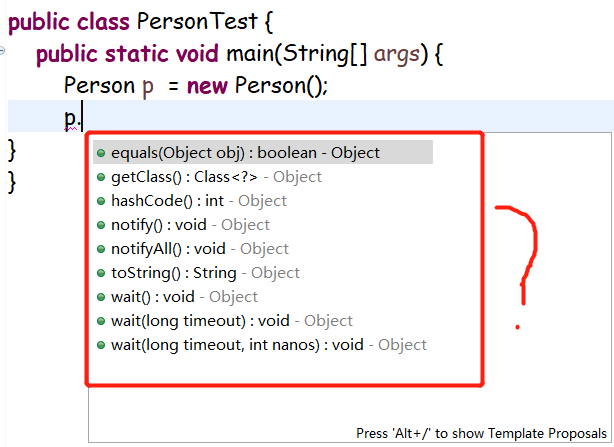 public class PersonTest {
public static void main(String[] args) {
Person p = new Person();
p.
}
}
equals(Object obj) : boolean - Object
getClass() : Class<?> - Object
hashCode() : int - Object
notify() : void - Object
notifyAll() : void - Object
toString() : String - Object
wait() : void - Object
wait(long timeout) : void - Object
wait(long timeout, int nanos) : void - Object
?
Press 'Alt+/' to show Template Proposals